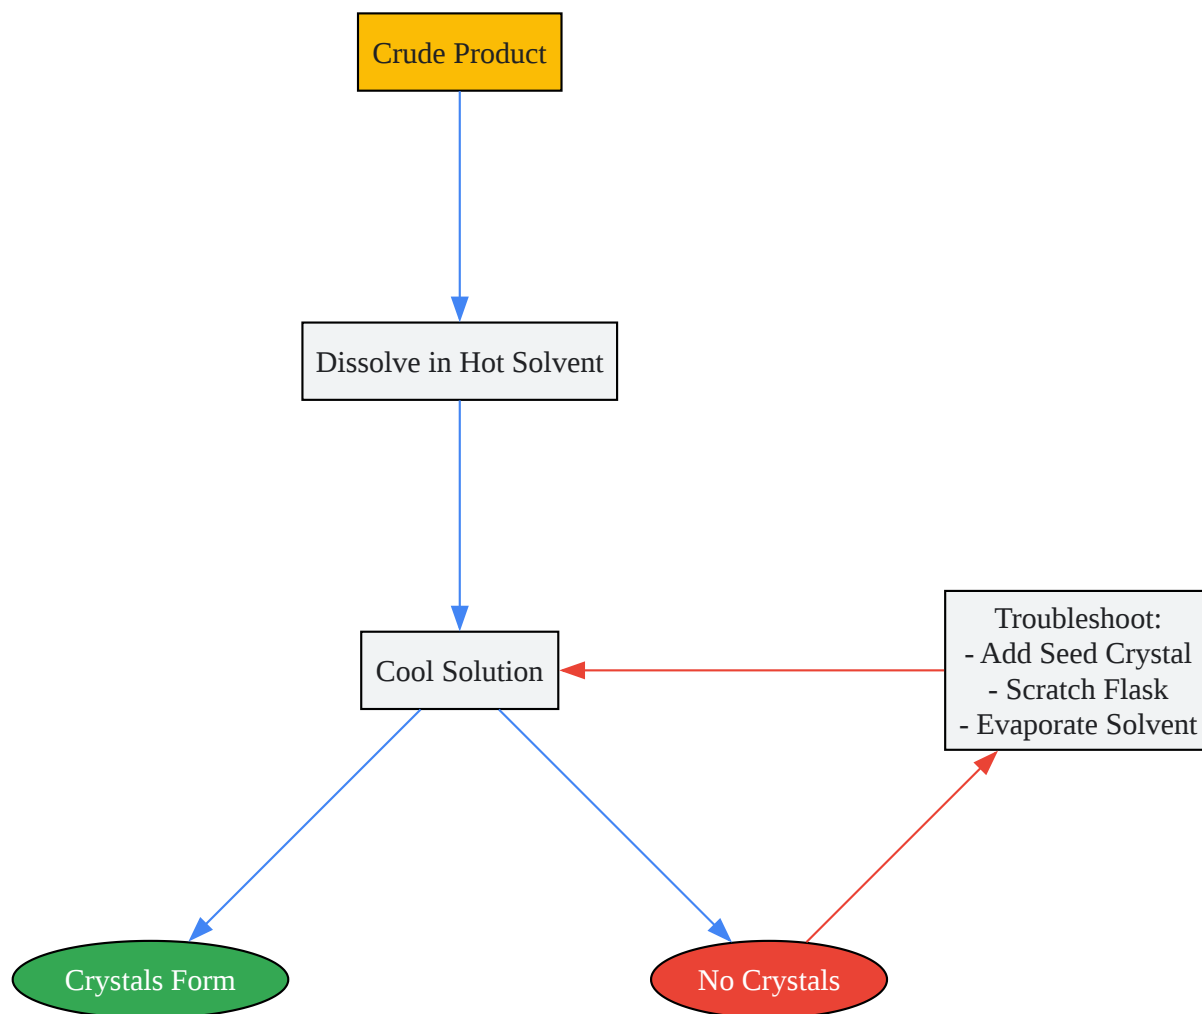 Crude Product
Dissolve in Hot Solvent
Cool Solution
Troubleshoot:
- Add Seed Crystal
- Scratch Flask
- Evaporate Solvent
Crystals Form
No Crystals